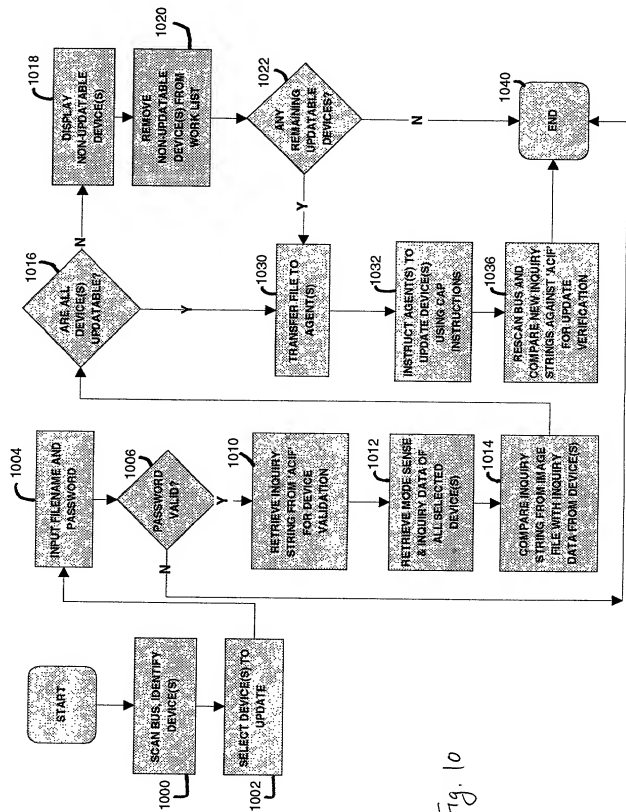 START
SCAN BUS, IDENTIFY
DEVICE(S)
1000
SELECT DEVICE(S) TO
UPDATE
1002
1004
INPUT FILENAME AND
PASSWORD
1006
PASSWORD
VALID?
N
Y
1010
RETRIEVE INQUIRY
STRING FROM 'ACIF'
FOR DEVICE
VALIDATION
1012
RETRIEVE MODE SENSE
& INQUIRY DATA OF
ALL SELECTED
DEVICE(S)
1014
COMPARE INQUIRY
STRING FROM IMAGE
FILE WITH INQUIRY
DATA FROM DEVICE(S)
1016
ARE ALL
DEVICE(S)
UPDATABLE?
N
Y
1018
DISPLAY
NON-UPDATABLE
DEVICE(S)
1020
REMOVE
NON-UPDATABLE
DEVICE(S) FROM
WORK LIST
1022
ANY
REMAINING
UPDATABLE
DEVICES?
Y
N
1030
TRANSFER FILE TO
AGENT(S)
1032
INSTRUCT AGENT(S) TO
UPDATE DEVICE(S)
USING CAP
INSTRUCTIONS
1036
RESCAN BUS AND
COMPARE NEW INQUIRY
STRINGS AGAINST 'ACIF'
FOR UPDATE
VERIFICATION
1040
END
Fig. 10